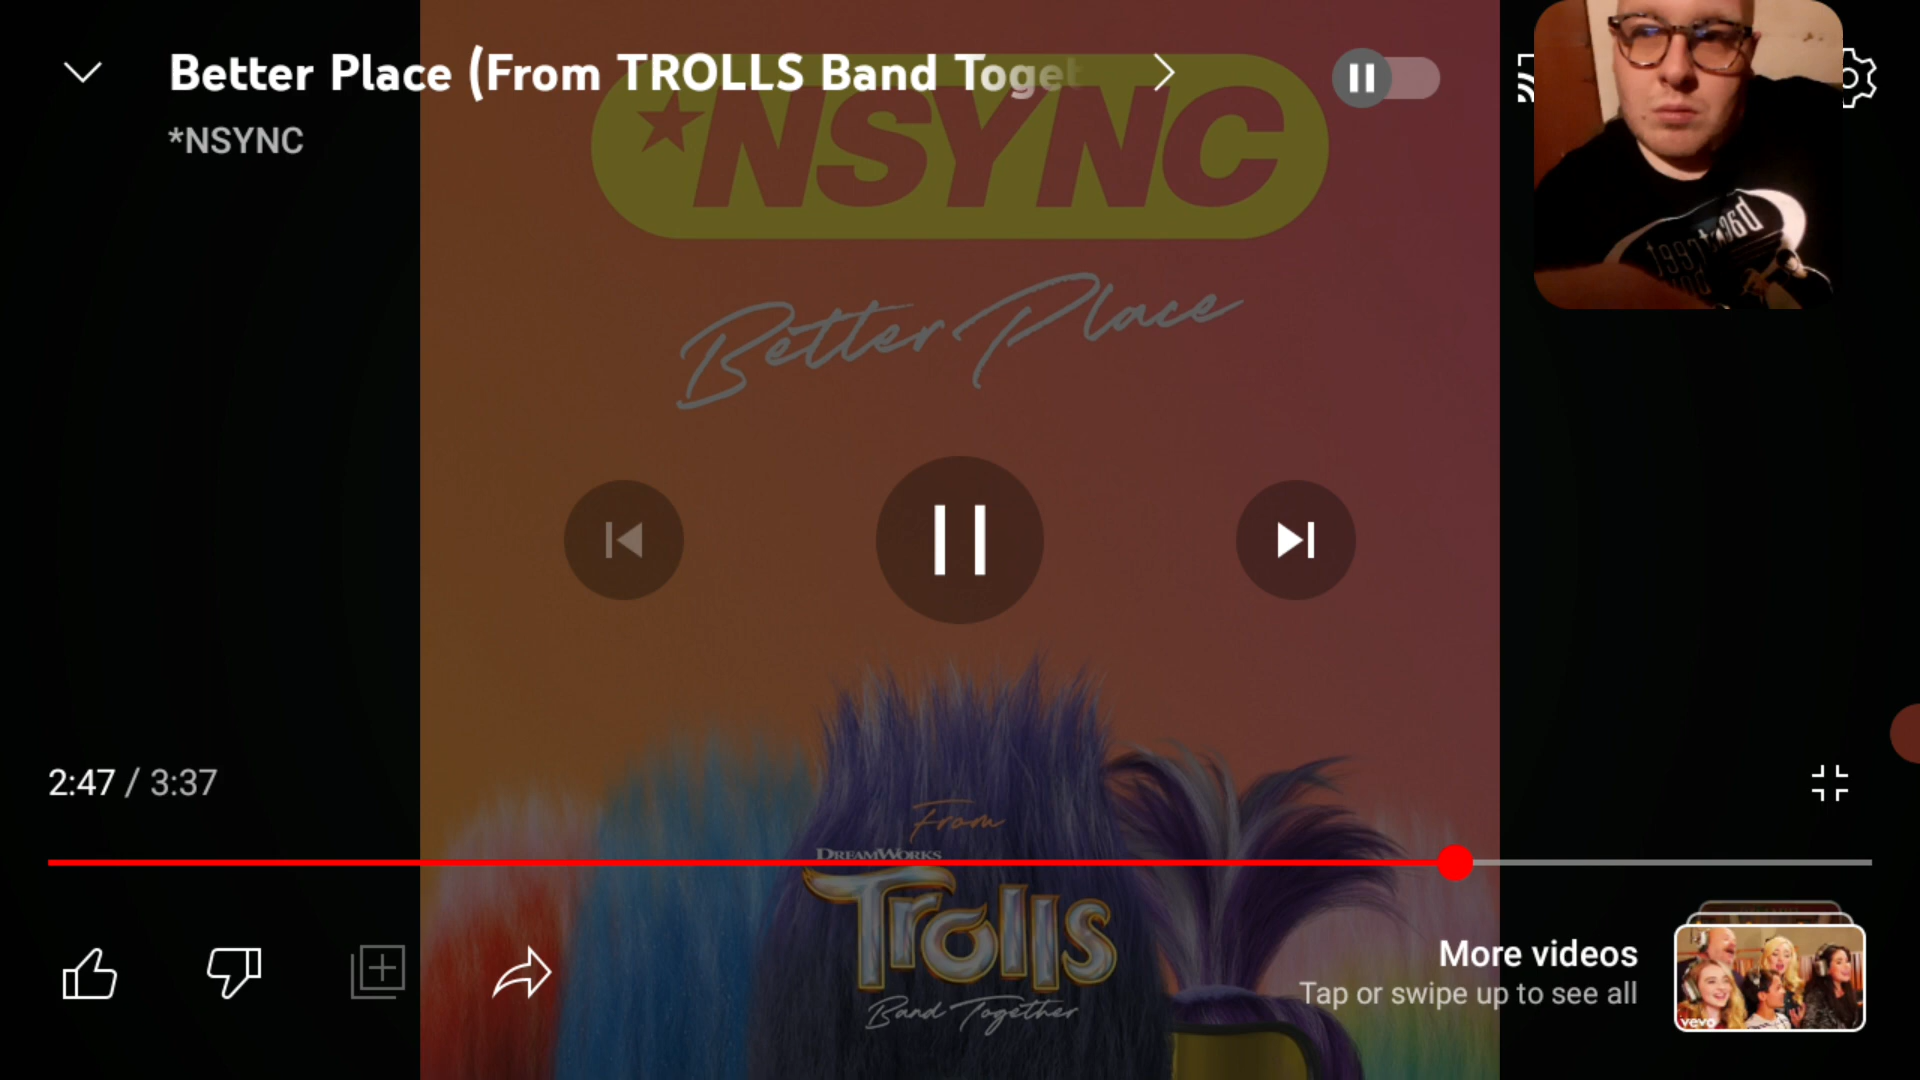 Better Place (From TROLLS Band Toget
*NSYNC
*NSYNC
Better Place
2:47 / 3:37
From
DREAMWORKS
Trolls
Band Together
More videos
Tap or swipe up to see all
vevo